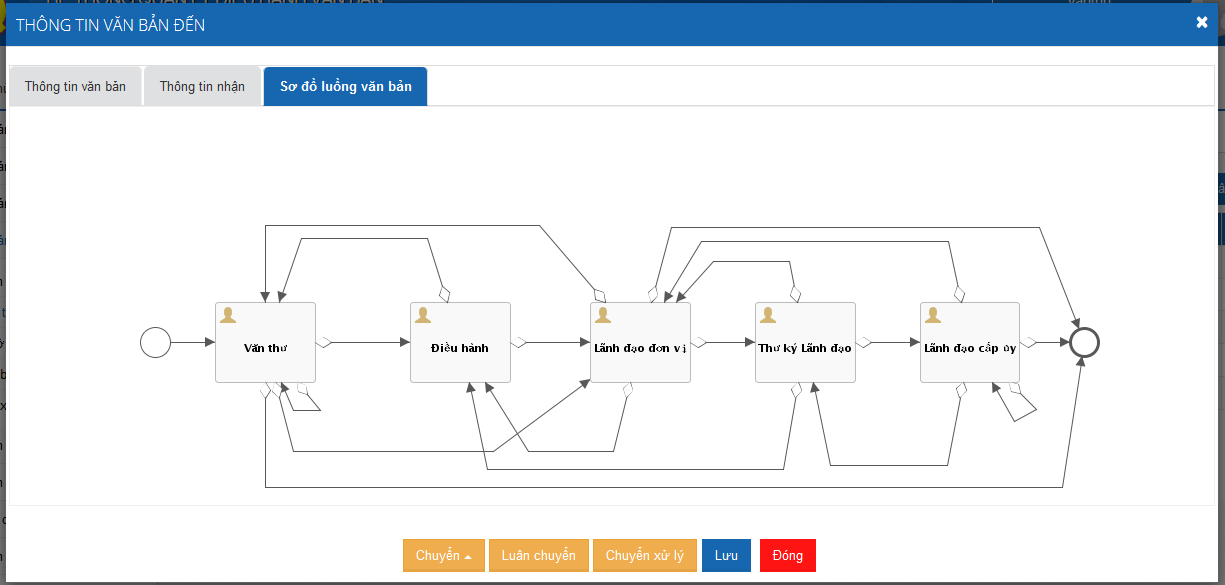 THÔNG TIN VĂN BẢN ĐẾN
Thông tin văn bản
Thông tin nhận
Sơ đồ luồng văn bản
Văn thư
Điều hành
Lãnh đạo đơn vị
Thư ký Lãnh đạo
Lãnh đạo cấp ủy
Chuyển
Luân chuyển
Chuyển xử lý
Lưu
Đóng